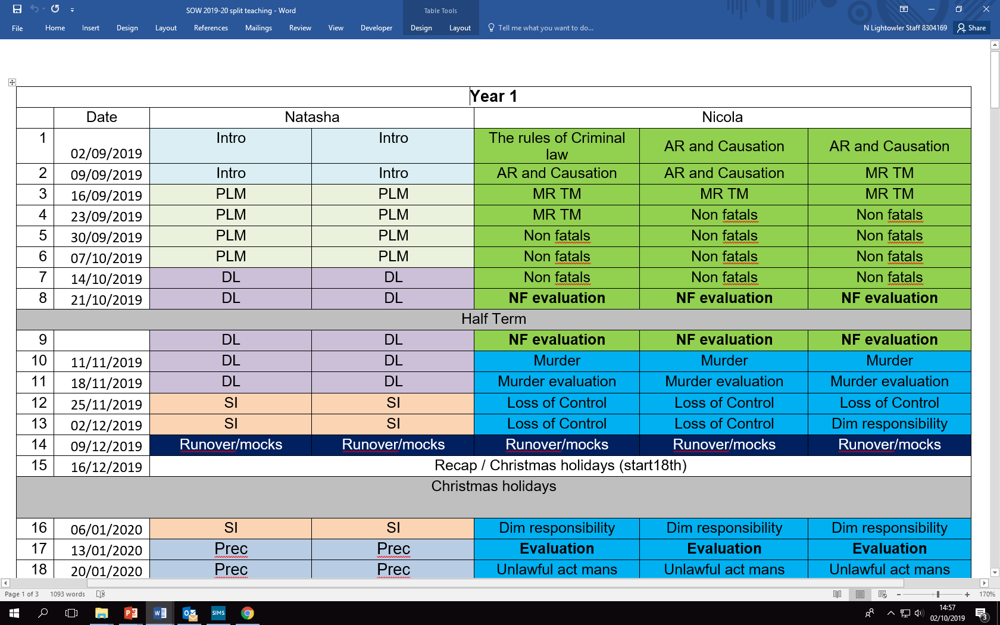 SOW 2019-20 split teaching - Word
Table Tools
File Home Insert Design Layout References Mailings Review View Developer Design Layout Tell me what you want to do... N Lightowler Staff 8304169 Share
Year 1
Date Natasha Nicola
1 02/09/2019 Intro Intro The rules of Criminal law AR and Causation AR and Causation
2 09/09/2019 Intro Intro AR and Causation AR and Causation MR TM
3 16/09/2019 PLM PLM MR TM MR TM MR TM
4 23/09/2019 PLM PLM MR TM Non fatals Non fatals
5 30/09/2019 PLM PLM Non fatals Non fatals Non fatals
6 07/10/2019 PLM PLM Non fatals Non fatals Non fatals
7 14/10/2019 DL DL Non fatals Non fatals Non fatals
8 21/10/2019 DL DL NF evaluation NF evaluation NF evaluation
Half Term
9 DL DL NF evaluation NF evaluation NF evaluation
10 11/11/2019 DL DL Murder Murder Murder
11 18/11/2019 DL DL Murder evaluation Murder evaluation Murder evaluation
12 25/11/2019 SI SI Loss of Control Loss of Control Loss of Control
13 02/12/2019 SI SI Loss of Control Loss of Control Dim responsibility
14 09/12/2019 Runover/mocks Runover/mocks Runover/mocks Runover/mocks Runover/mocks
15 16/12/2019 Recap / Christmas holidays (start18th)
Christmas holidays
16 06/01/2020 SI SI Dim responsibility Dim responsibility Dim responsibility
17 13/01/2020 Prec Prec Evaluation Evaluation Evaluation
18 20/01/2020 Prec Prec Unlawful act mans Unlawful act mans Unlawful act mans
Page 1 of 3 1093 words 170%
SIMS
14:57
02/10/2019
3